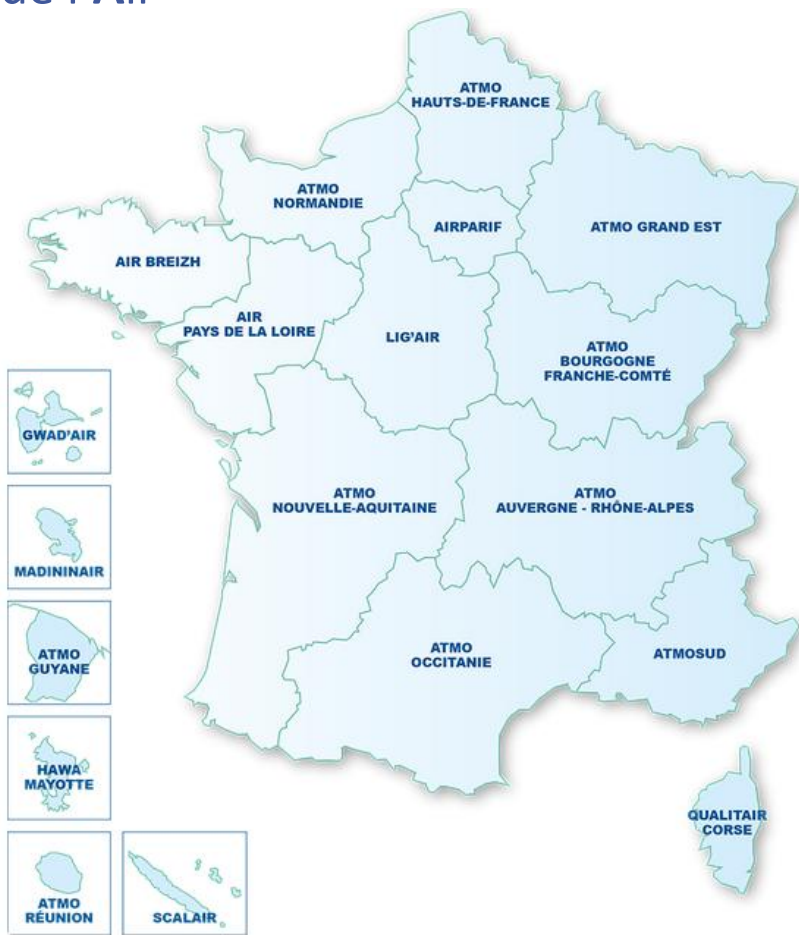 de l'Air
ATMO
HAUTS-DE-FRANCE
ATMO
NORMANDIE
AIRPARIF
ATMO GRAND EST
AIR BREIZH
AIR
PAYS DE LA LOIRE
LIG'AIR
ATMO
BOURGOGNE
FRANCHE-COMTÉ
GWAD'AIR
ATMO
NOUVELLE-AQUITAINE
ATMO
AUVERGNE - RHÔNE-ALPES
MADININAIR
ATMO
GUYANE
ATMO
OCCITANIE
ATMOSUD
HAWA
MAYOTTE
QUALITAIR
CORSE
ATMO
RÉUNION
SCALAIR